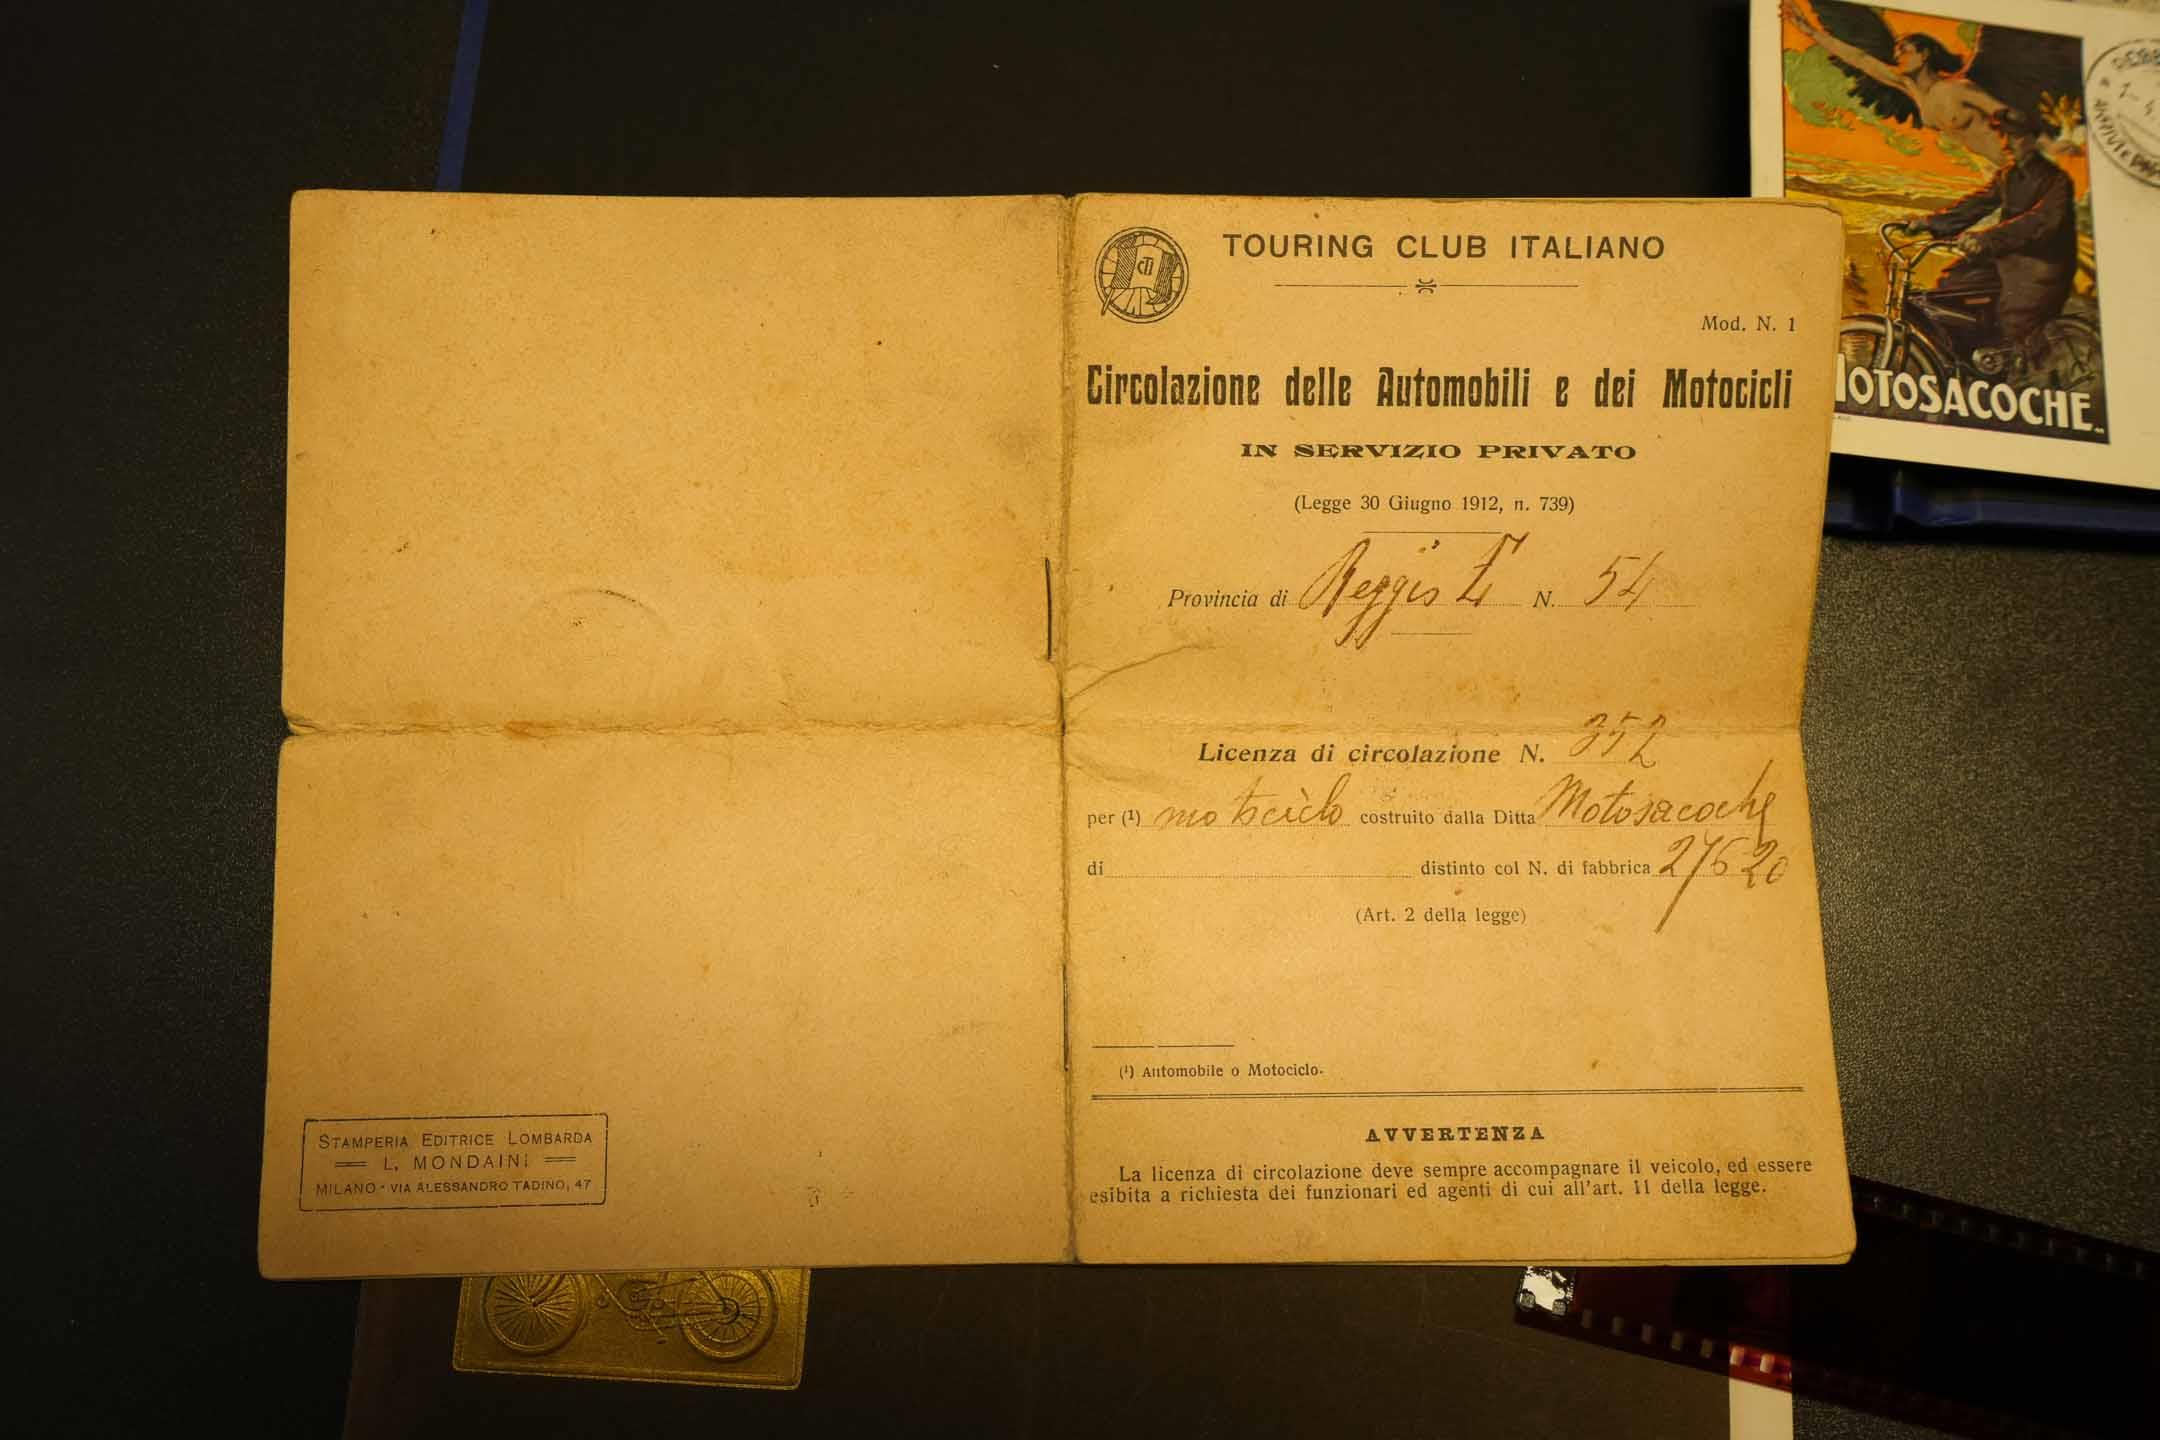 TOURING CLUB ITALIANO
Mod. N. 1
Circolazione delle Automobili e dei Motocicli
IN SERVIZIO PRIVATO
(Legge 30 Giugno 1912, n. 739)
Provincia di Reggio E N. 54
Licenza di circolazione N. 352
per (1) motociclo costruito dalla Ditta Motosacoche
di distinto col N. di fabbrica 27620
(Art. 2 della legge)
(1) Automobile o Motociclo.
AVVERTENZA
La licenza di circolazione deve sempre accompagnare il veicolo, ed essere
esibita a richiesta dei funzionari ed agenti di cui all'art. 11 della legge.
STAMPERIA EDITRICE LOMBARDA
L. MONDAINI
MILANO - VIA ALESSANDRO TADINO, 47
OTOSACOCHE